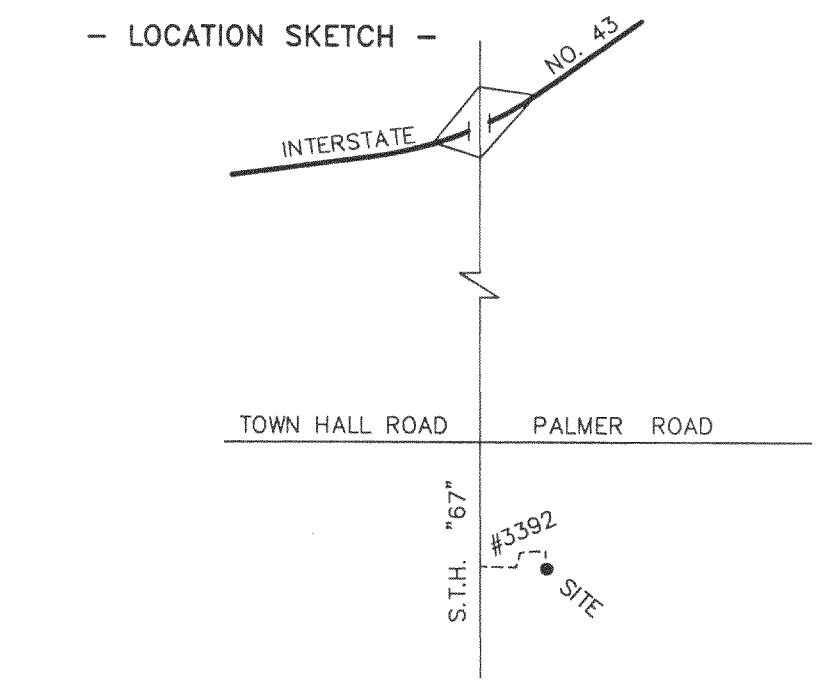 – LOCATION SKETCH –
NO. 43
INTERSTATE
TOWN HALL ROAD
PALMER ROAD
S.T.H. "67"
#3392
SITE